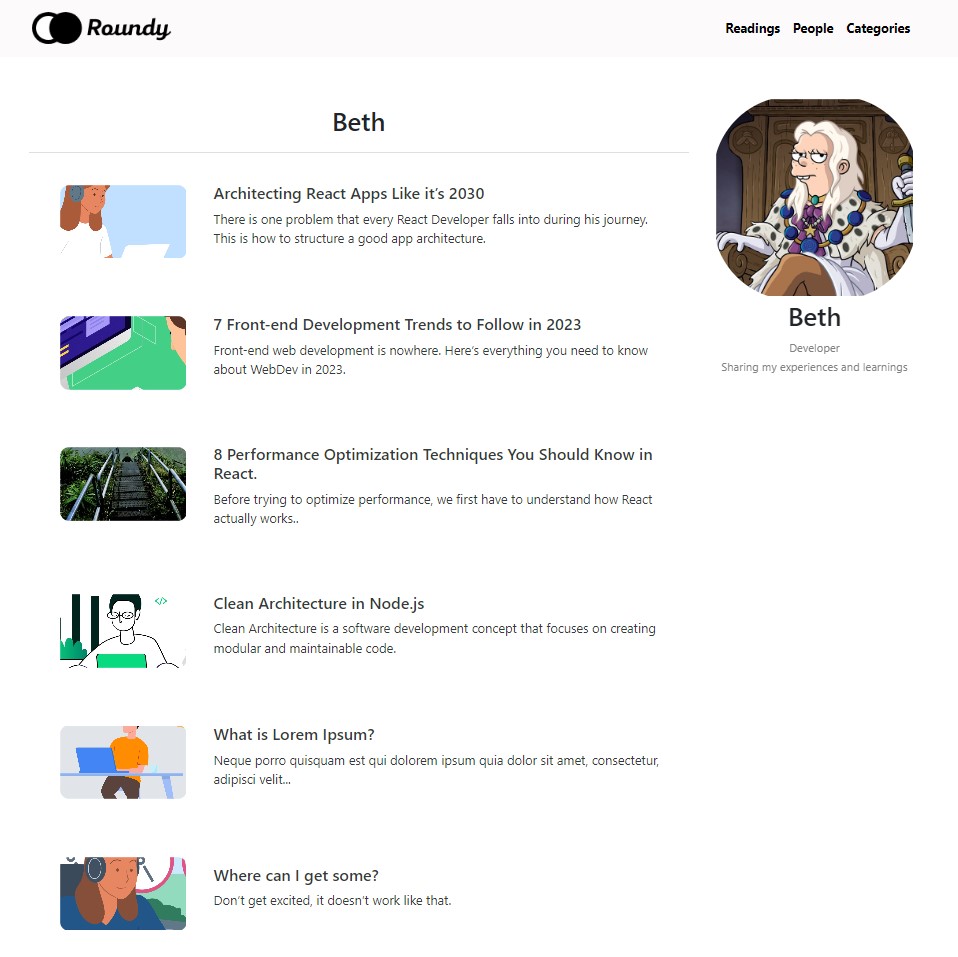 Roundy
Readings People Categories
Beth
Architecting React Apps Like it’s 2030
There is one problem that every React Developer falls into during his journey.
This is how to structure a good app architecture.
7 Front-end Development Trends to Follow in 2023
Front-end web development is nowhere. Here’s everything you need to know
about WebDev in 2023.
8 Performance Optimization Techniques You Should Know in
React.
Before trying to optimize performance, we first have to understand how React
actually works..
</>
Clean Architecture in Node.js
Clean Architecture is a software development concept that focuses on creating
modular and maintainable code.
What is Lorem Ipsum?
Neque porro quisquam est qui dolorem ipsum quia dolor sit amet, consectetur,
adipisci velit...
Where can I get some?
Don’t get excited, it doesn’t work like that.
Beth
Developer
Sharing my experiences and learnings